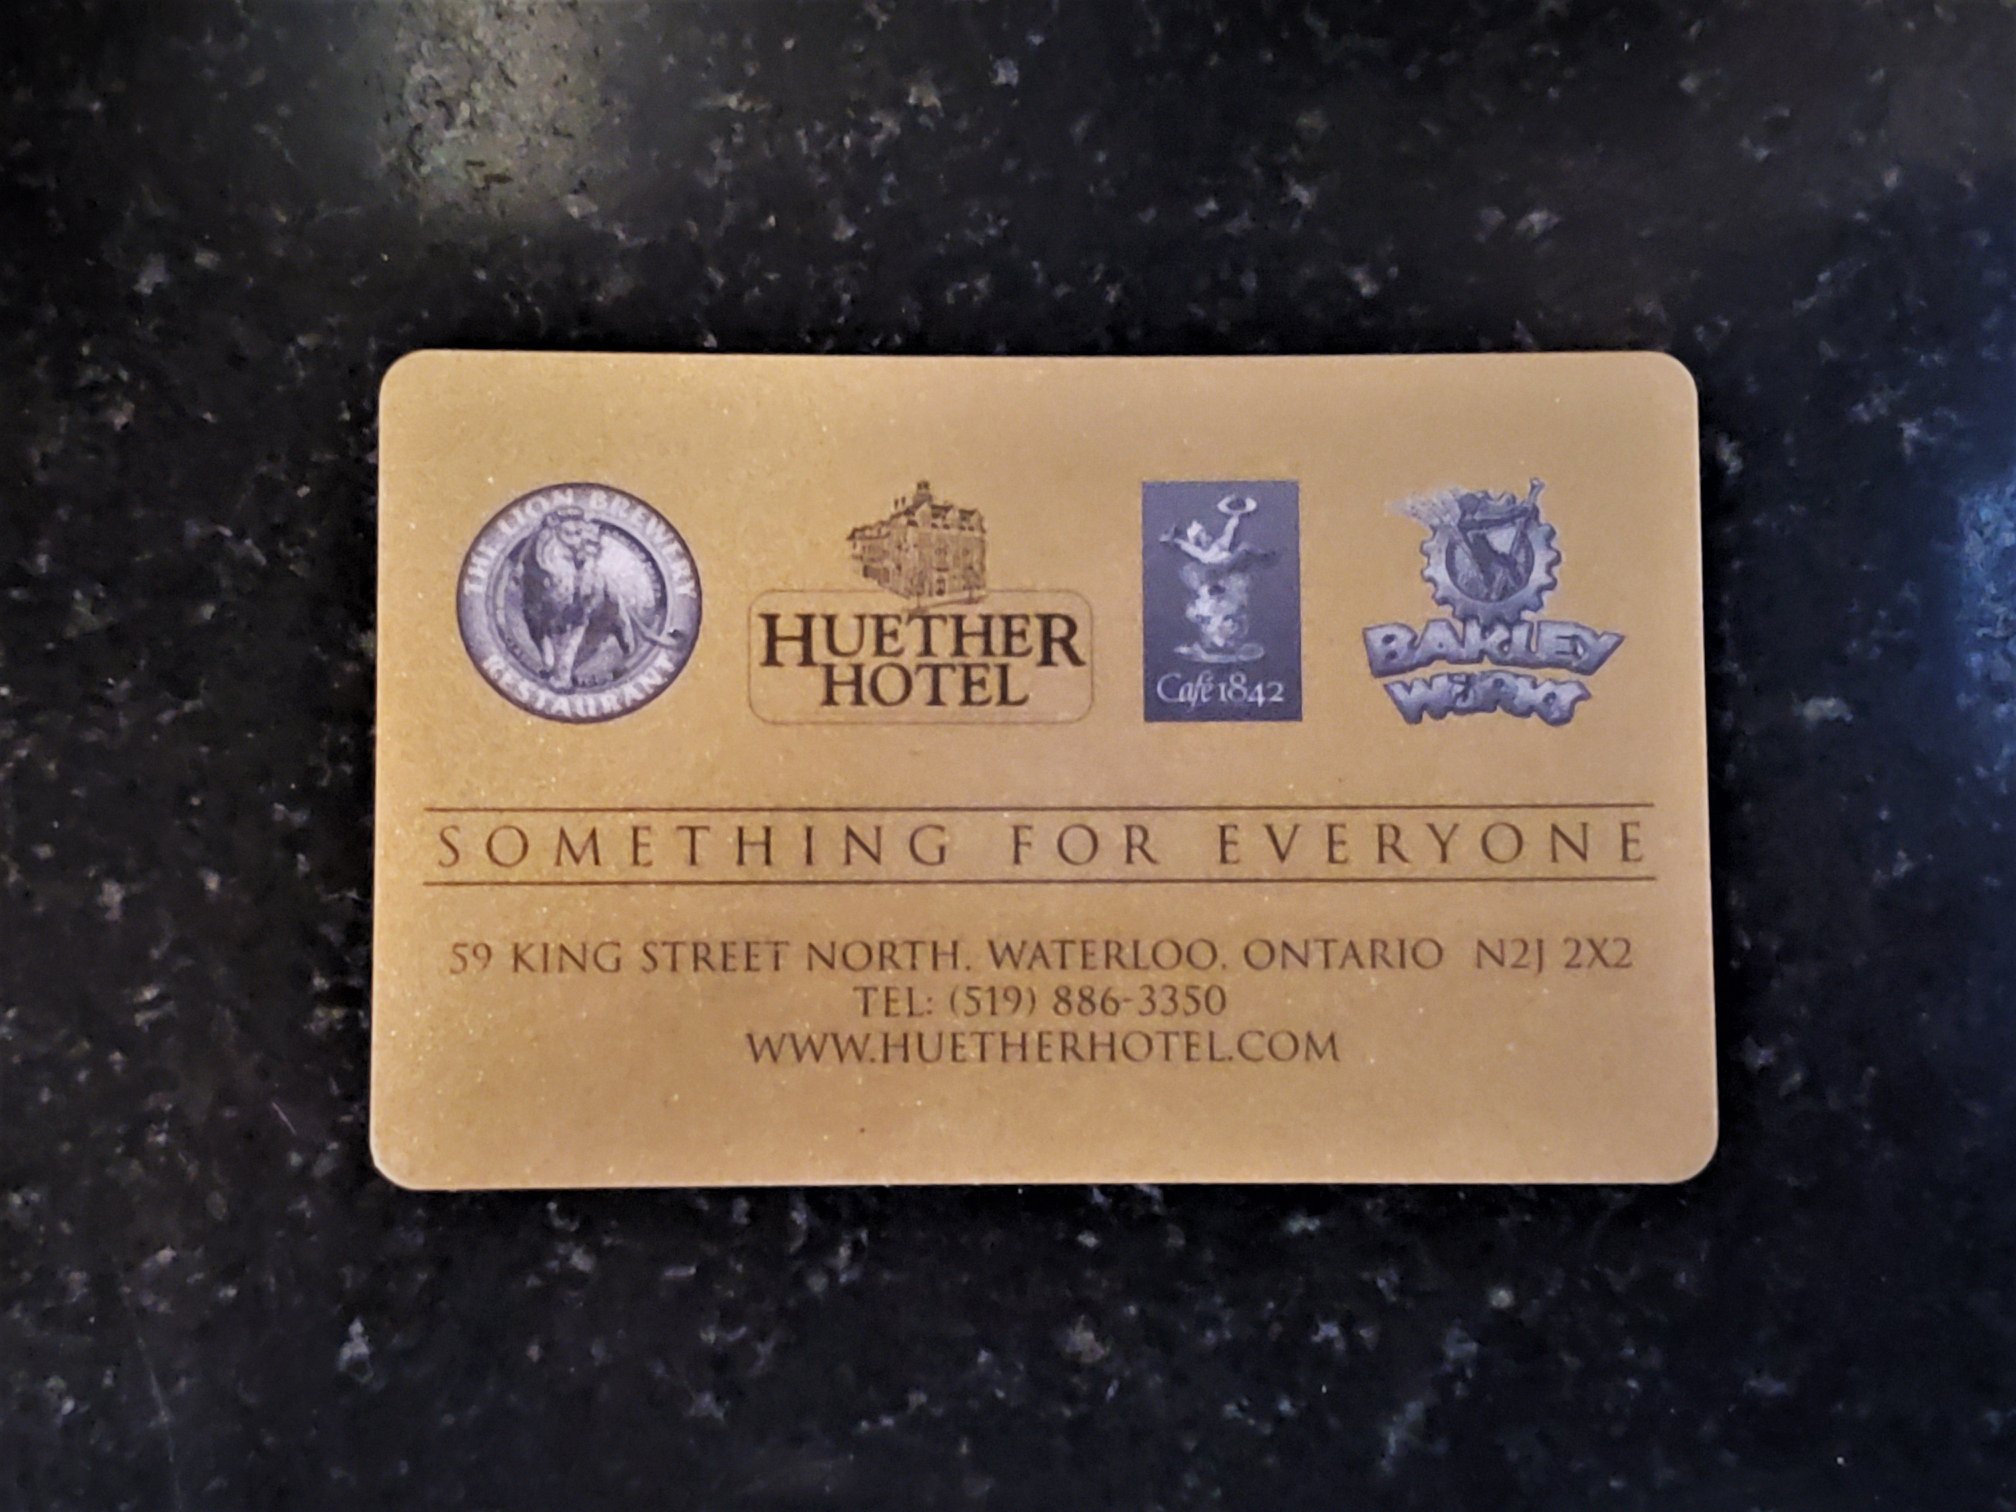 THE LION BREWERY
RESTAURANT
HUETHER
HOTEL
Café 1842
BARLEY
WORKS
SOMETHING FOR EVERYONE
59 KING STREET NORTH, WATERLOO, ONTARIO N2J 2X2
TEL: (519) 886-3350
WWW.HUETHERHOTEL.COM